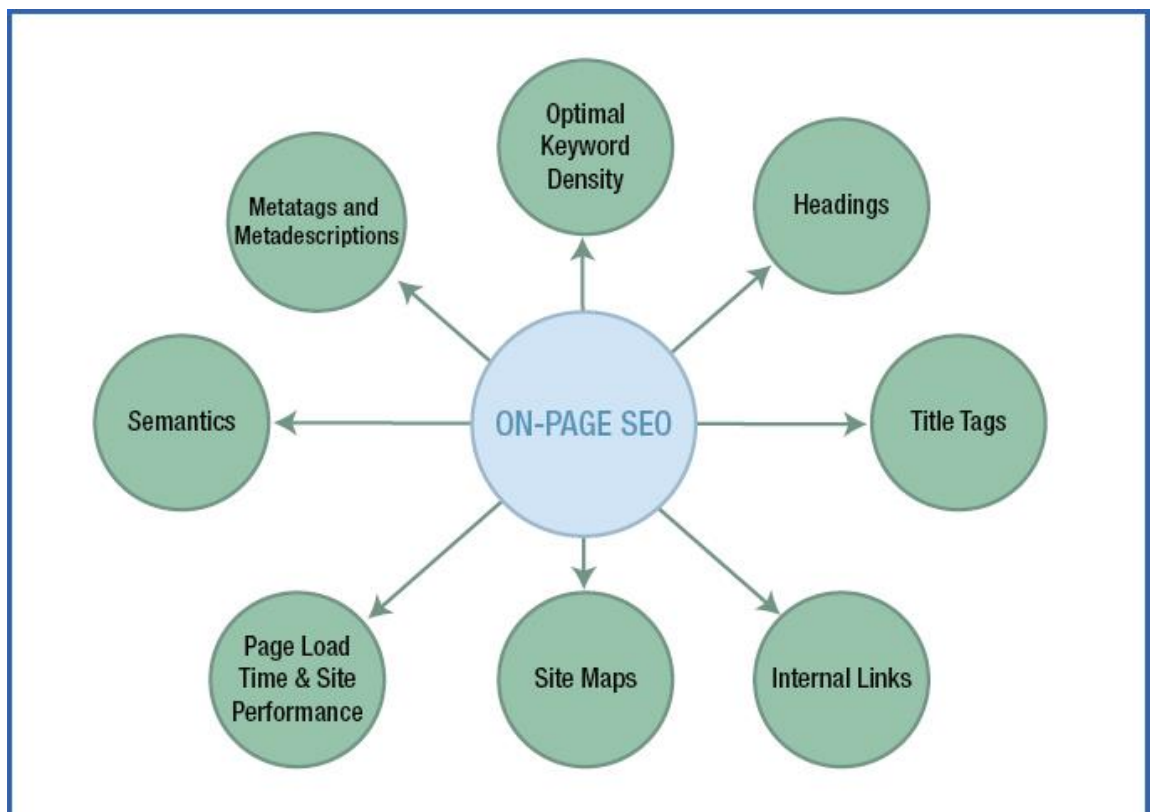 Optimal
Keyword
Density
Headings
Metatags and
Metadescriptions
Semantics
ON-PAGE SEO
Title Tags
Page Load
Time & Site
Performance
Site Maps
Internal Links